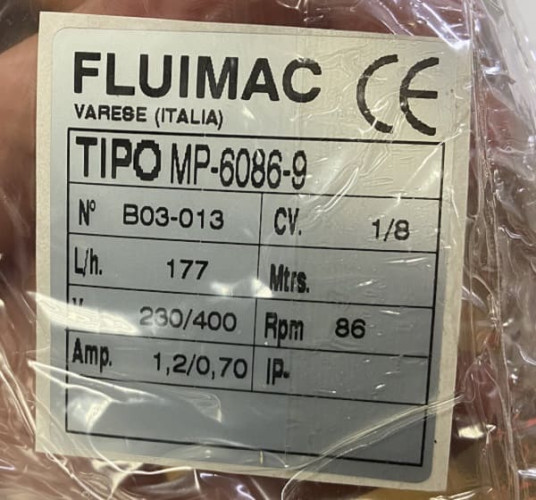 FLUIMAC CE
VARESE (ITALIA)
TIPO MP-6086-9
Nº B03-013 CV. 1/8
L/h. 177 Mtrs.
230/400 Rpm 86
Amp. 1,2/0,70 IP-